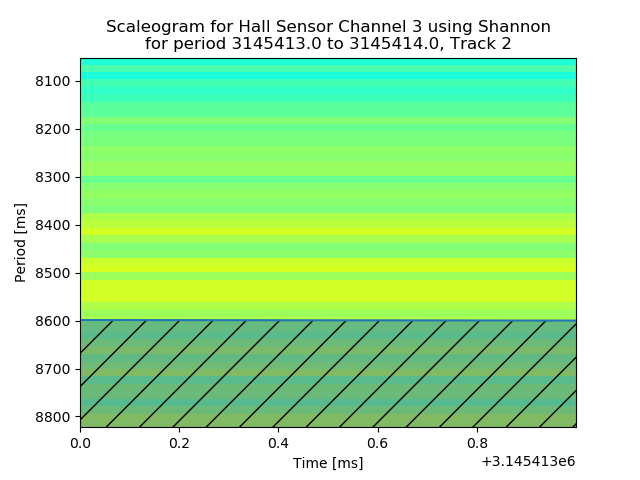 Scaleogram for Hall Sensor Channel 3 using Shannon
for period 3145413.0 to 3145414.0, Track 2
Period [ms]
8100
8200
8300
8400
8500
8600
8700
8800
0.0 0.2 0.4 0.6 0.8
Time [ms]
+3.145413e6